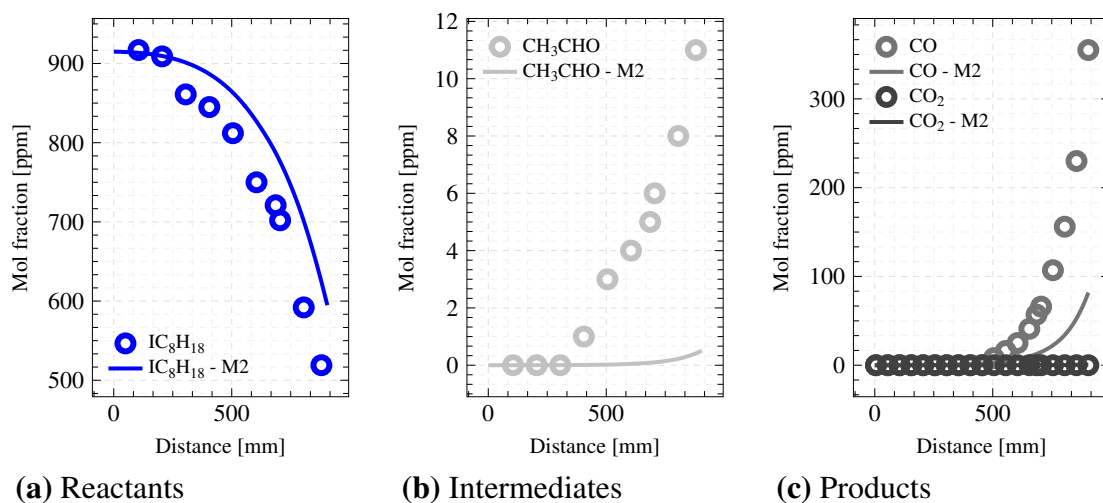 900
800
700
600
500
Mol fraction [ppm]
IC₈H₁₈
IC₈H₁₈ - M2
0
500
Distance [mm]
(a) Reactants
12
10
8
6
4
2
0
Mol fraction [ppm]
CH₃CHO
CH₃CHO - M2
0
500
Distance [mm]
(b) Intermediates
300
200
100
0
Mol fraction [ppm]
CO
CO - M2
CO₂
CO₂ - M2
0
500
Distance [mm]
(c) Products